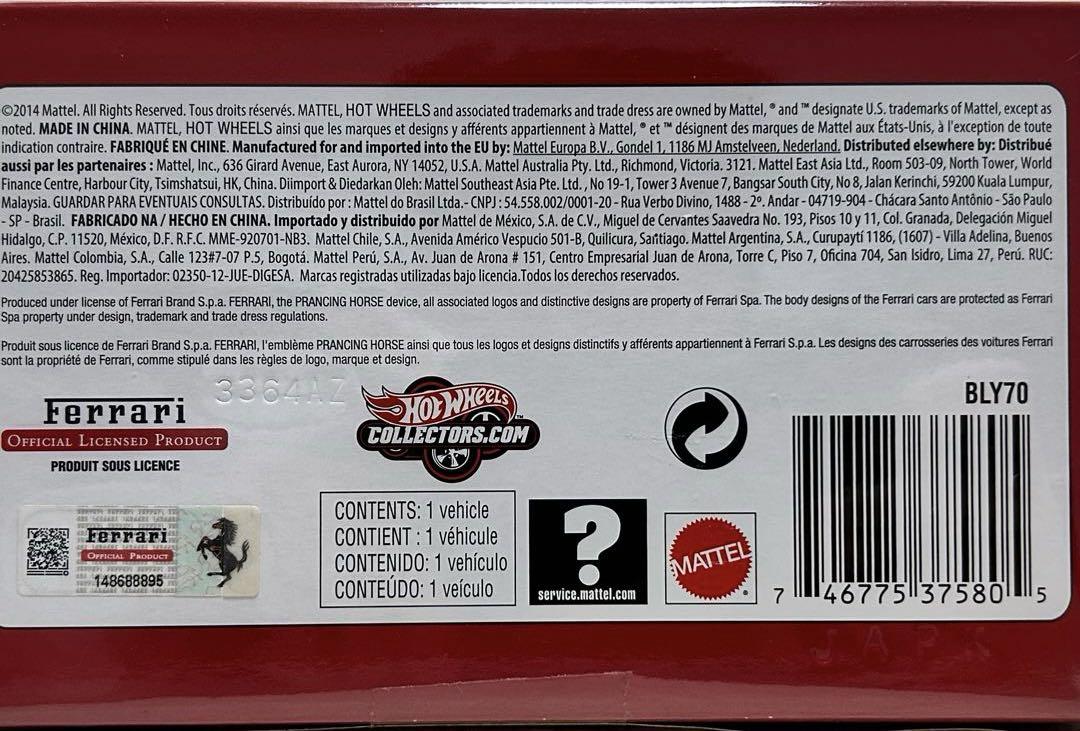 ©2014 Mattel. All Rights Reserved. Tous droits réservés. MATTEL, HOT WHEELS and associated trademarks and trade dress are owned by Mattel, ® and ™ designate U.S. trademarks of Mattel, except as
noted. MADE IN CHINA. MATTEL, HOT WHEELS ainsi que les marques et designs y afférents appartiennent à Mattel, ® et ™ désignent des marques de Mattel aux États-Unis, à l'exception de toute
indication contraire. FABRIQUÉ EN CHINE. Manufactured for and imported into the EU by: Mattel Europa B.V., Gondel 1, 1186 MJ Amstelveen, Nederland. Distributed elsewhere by: Distribué
aussi par les partenaires : Mattel, Inc., 636 Girard Avenue, East Aurora, NY 14052, U.S.A. Mattel Australia Pty. Ltd., Richmond, Victoria. 3121. Mattel East Asia Ltd., Room 503-09, North Tower, World
Finance Centre, Harbour City, Tsimshatsui, HK, China. Diimport & Diedarkan Oleh: Mattel Southeast Asia Pte. Ltd., No 19-1, Tower 3 Avenue 7, Bangsar South City, No 8, Jalan Kerinchi, 59200 Kuala Lumpur,
Malaysia. GUARDAR PARA EVENTUAIS CONSULTAS. Distribuído por : Mattel do Brasil Ltda.- CNPJ : 54.558.002/0001-20 - Rua Verbo Divino, 1488 - 2º. Andar - 04719-904 - Chácara Santo Antônio - São Paulo
- SP - Brasil. FABRICADO NA / HECHO EN CHINA. Importado y distribuido por Mattel de México, S.A. de C.V., Miguel de Cervantes Saavedra No. 193, Pisos 10 y 11, Col. Granada, Delegación Miguel
Hidalgo, C.P. 11520, México, D.F. R.F.C. MME-920701-NB3. Mattel Chile, S.A., Avenida Américo Vespucio 501-B, Quilicura, Santiago. Mattel Argentina, S.A., Curupaytí 1186, (1607) - Villa Adelina, Buenos
Aires. Mattel Colombia, S.A., Calle 123#7-07 P.5, Bogotá. Mattel Perú, S.A., Av. Juan de Arona # 151, Centro Empresarial Juan de Arona, Torre C, Piso 7, Oficina 704, San Isidro, Lima 27, Perú. RUC:
20425853865. Reg. Importador: 02350-12-JUE-DIGESA. Marcas registradas utilizadas bajo licencia.Todos los derechos reservados.
Produced under license of Ferrari Brand S.p.a. FERRARI, the PRANCING HORSE device, all associated logos and distinctive designs are property of Ferrari Spa. The body designs of the Ferrari cars are protected as Ferrari
Spa property under design, trademark and trade dress regulations.
Produit sous licence de Ferrari Brand S.p.a. FERRARI, l'emblème PRANCING HORSE ainsi que tous les logos et designs distinctifs y afférents appartiennent à Ferrari S.p.a. Les designs des carrosseries des voitures Ferrari
sont la propriété de Ferrari, comme stipulé dans les règles de logo, marque et design.
3364AZ
Ferrari
OFFICIAL LICENSED PRODUCT
PRODUIT SOUS LICENCE
Ferrari
OFFICIAL PRODUCT
148688895
HOT WHEELS™
COLLECTORS.COM
CONTENTS: 1 vehicle
CONTIENT : 1 véhicule
CONTENIDO: 1 vehículo
CONTEÚDO: 1 veículo
?
service.mattel.com
MATTEL®
BLY70
7 46775 37580 5